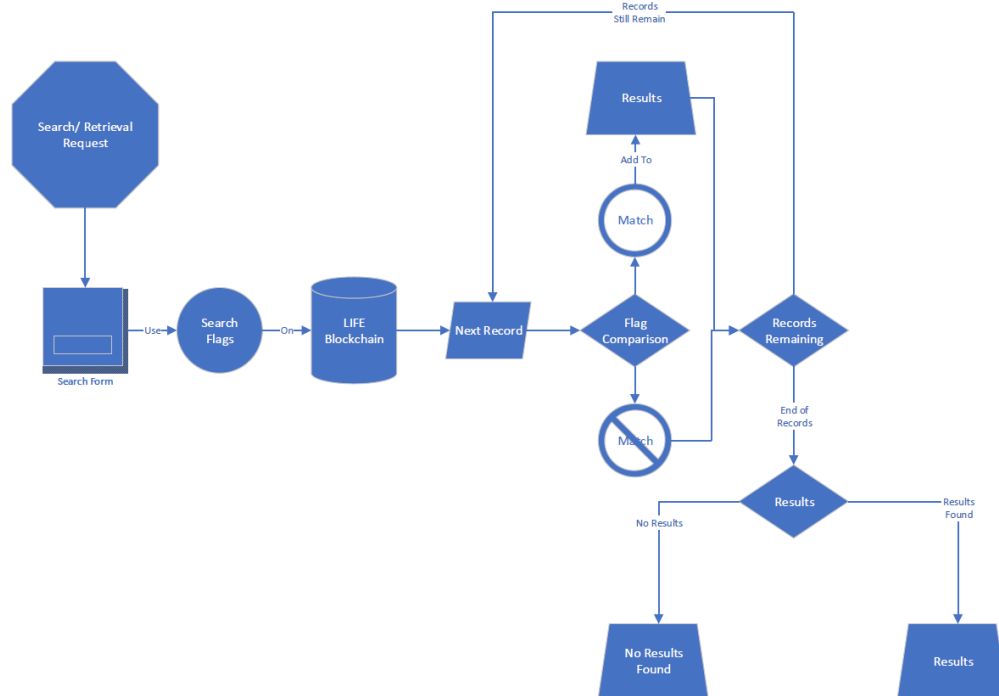 Records
Still Remain
Results
Search/ Retrieval
Request
Add To
Match
Search
Flags
LIFE
Blockchain
Next Record
Flag
Comparison
Records
Remaining
Use
On
Search Form
Match
End of
Records
Results
No Results
Results
Found
No Results
Found
Results